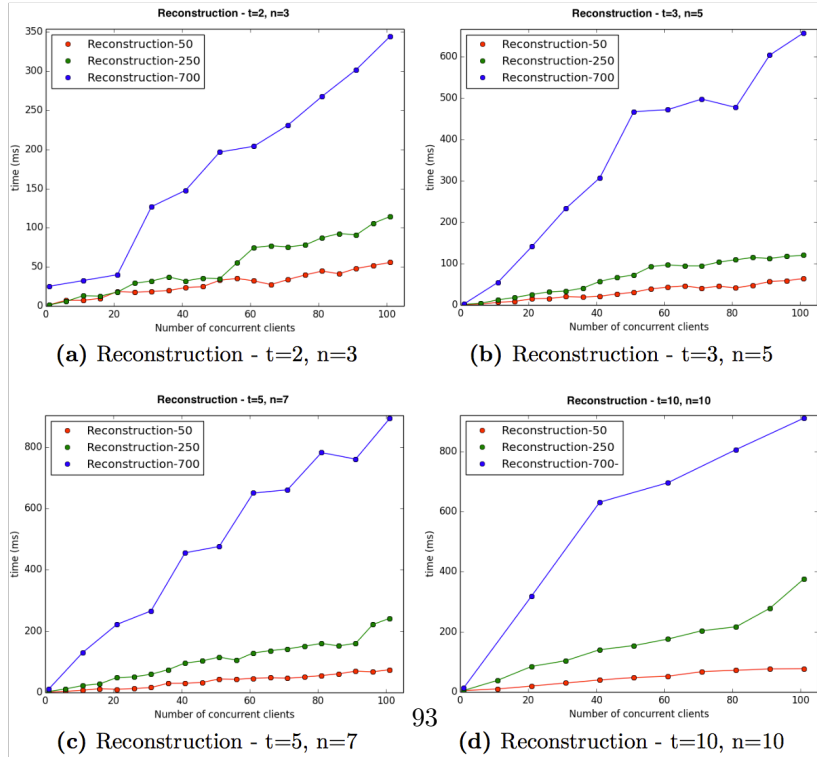 Reconstruction - t=2, n=3
350
300
250
200
150
100
50
0
time (ms)
Reconstruction-50
Reconstruction-250
Reconstruction-700
0 20 40 60 80 100
Number of concurrent clients
(a) Reconstruction - t=2, n=3
Reconstruction - t=3, n=5
600
500
400
300
200
100
0
time (ms)
Reconstruction-50
Reconstruction-250
Reconstruction-700
0 20 40 60 80 100
Number of concurrent clients
(b) Reconstruction - t=3, n=5
Reconstruction - t=5, n=7
800
600
400
200
0
time (ms)
Reconstruction-50
Reconstruction-250
Reconstruction-700
0 20 40 60 80 100
Number of concurrent clients
(c) Reconstruction - t=5, n=7
Reconstruction - t=10, n=10
800
600
400
200
0
time (ms)
Reconstruction-50
Reconstruction-250
Reconstruction-700-
0 20 40 60 80 100
Number of concurrent clients
(d) Reconstruction - t=10, n=10
93